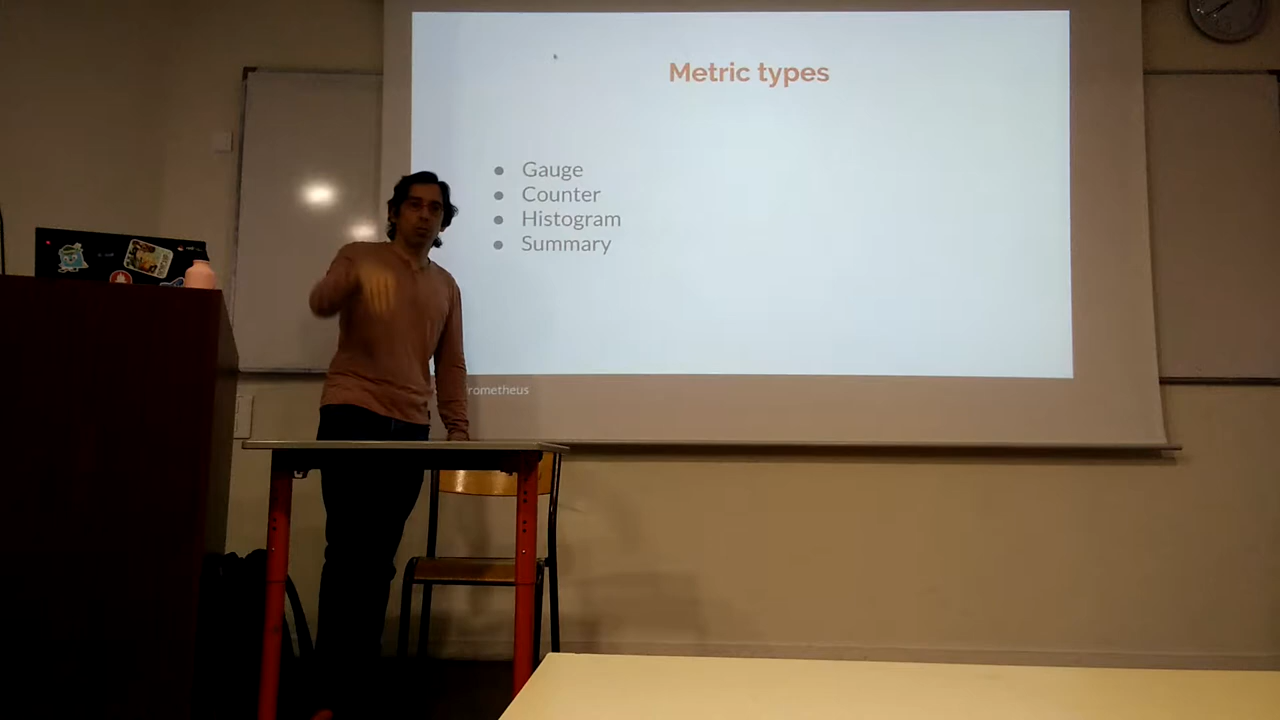 Metric types
● Gauge
● Counter
● Histogram
● Summary
rometheus